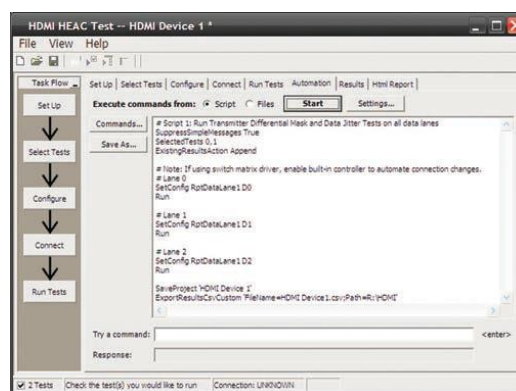 HDMI HEAC Test -- HDMI Device 1 *
File View Help
Task Flow
Set Up
Select Tests
Configure
Connect
Run Tests
Set Up Select Tests Configure Connect Run Tests Automation Results Html Report
Execute commands from: Script Files Start Settings...
Commands...
Save As...
# Script 1: Run Transmitter Differential Mask and Data Jitter Tests on all data lanes
SuppressSimpleMessages True
SelectedTests 0,1
ExistingResultsAction Append
# Note: If using switch matrix driver, enable built-in controller to automate connection changes.
# Lane 0
SetConfig RptDataLane1 D0
Run
# Lane 1
SetConfig RptDataLane1 D1
Run
# Lane 2
SetConfig RptDataLane1 D2
Run
SaveProject 'HDMI Device 1'
ExportResultsCsvCustom 'FileName=HDMI Device1.csv;Path=R:\HDMI'
Try a command: <enter>
Response:
2 Tests Check the test(s) you would like to run Connection: UNKNOWN